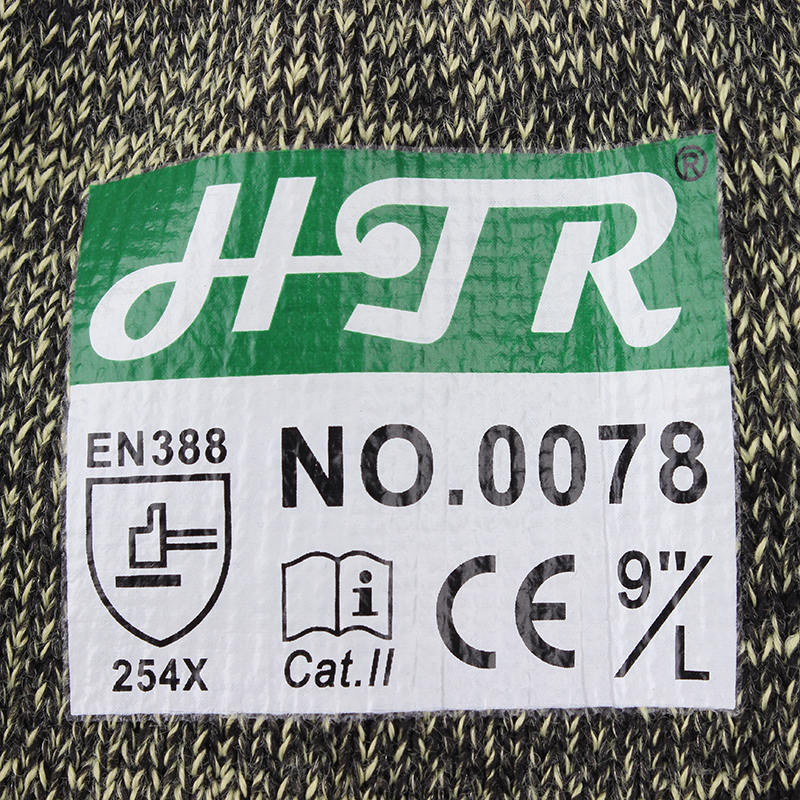 HTR®
EN388
NO.0078
254X
i
Cat.II
CE
9"/L